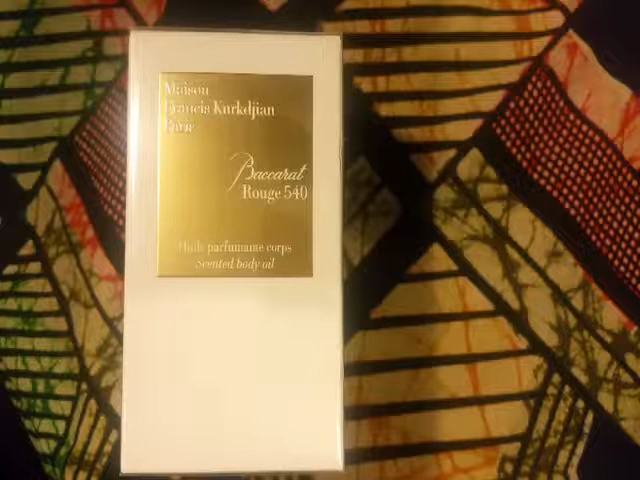 Maison
Francis Kurkdjian
Paris
Baccarat
Rouge 540
Huile parfumante corps
Scented body oil